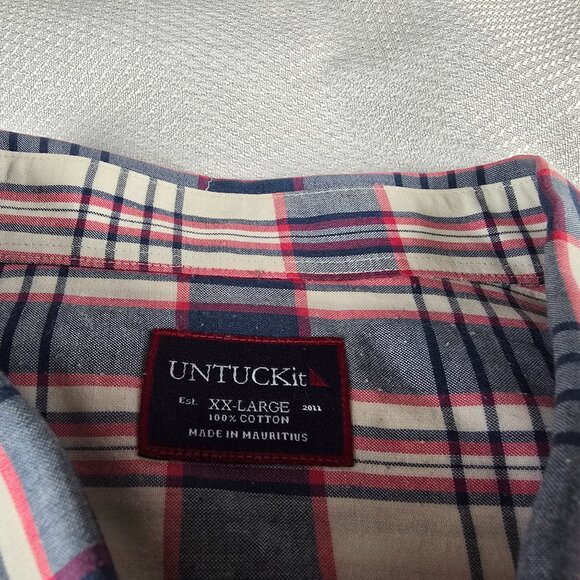 UNTUCKit
Est. XX-LARGE 2011
100% COTTON
MADE IN MAURITIUS